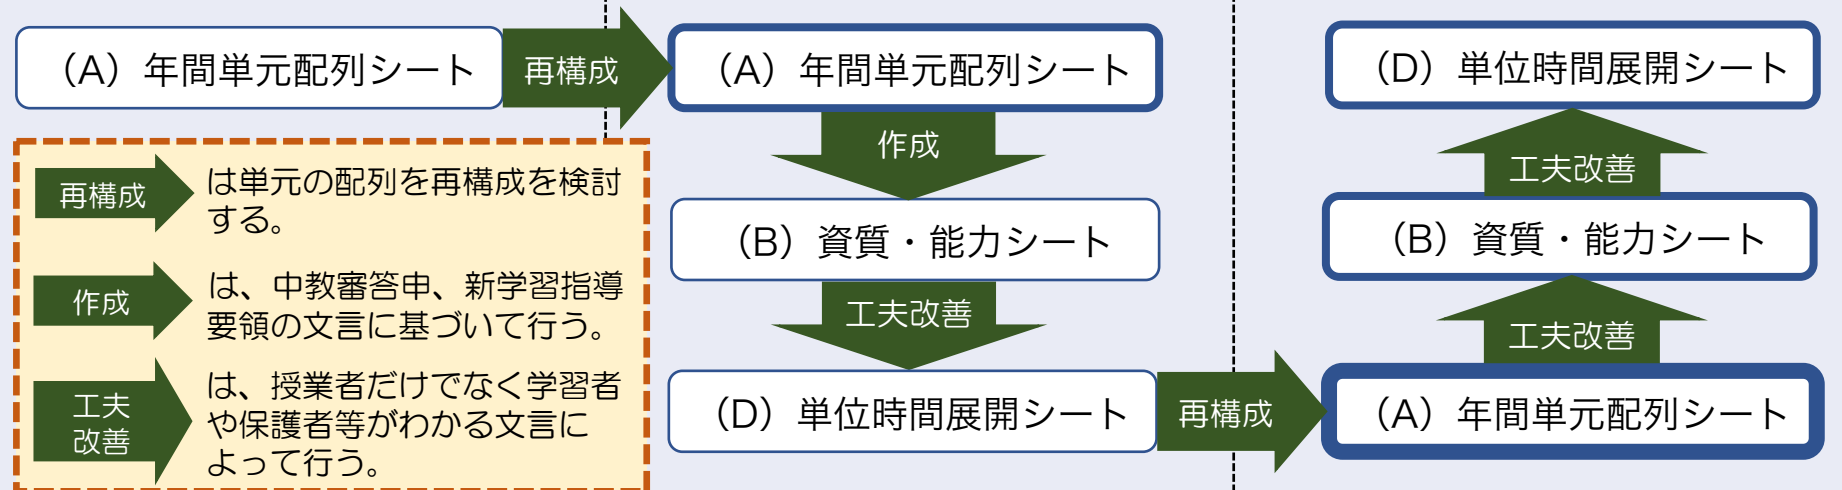 (A)年間単元配列シート
再構成
再構成
は単元の配列を再構成を検討
する。
作成
は、中教審答申、新学習指導
要領の文言に基づいて行う。
工夫
改善
は、授業者だけでなく学習者
や保護者等がわかる文言に
よって行う。
(A)年間単元配列シート
作成
(B)資質・能力シート
工夫改善
(D)単位時間展開シート
再構成
(D)単位時間展開シート
工夫改善
(B)資質・能力シート
工夫改善
(A)年間単元配列シート